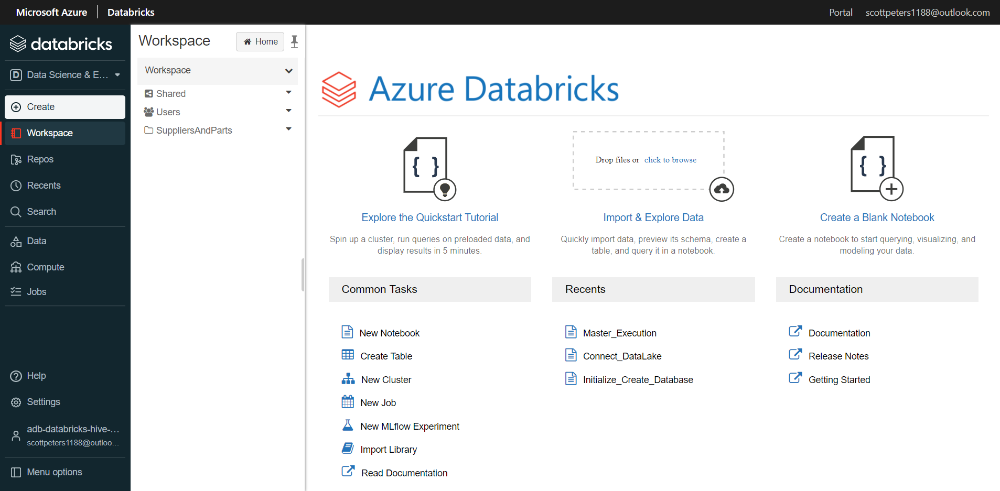 Microsoft Azure Databricks Portal scottpeters1188@outlook.com
databricks
Data Science & E...
Create
Workspace
Repos
Recents
Search
Data
Compute
Jobs
Help
Settings
adb-databricks-hive-...
scottpeters1188@outloo...
Menu options
Workspace Home
Workspace
Shared
Users
SuppliersAndParts
Azure Databricks
{ }
Explore the Quickstart Tutorial
Spin up a cluster, run queries on preloaded data, and
display results in 5 minutes.
Drop files or click to browse
Import & Explore Data
Quickly import data, preview its schema, create a
table, and query it in a notebook.
{ }
Create a Blank Notebook
Create a notebook to start querying, visualizing, and
modeling your data.
Common Tasks
New Notebook
Create Table
New Cluster
New Job
New MLflow Experiment
Import Library
Read Documentation
Recents
Master_Execution
Connect_DataLake
Initialize_Create_Database
Documentation
Documentation
Release Notes
Getting Started